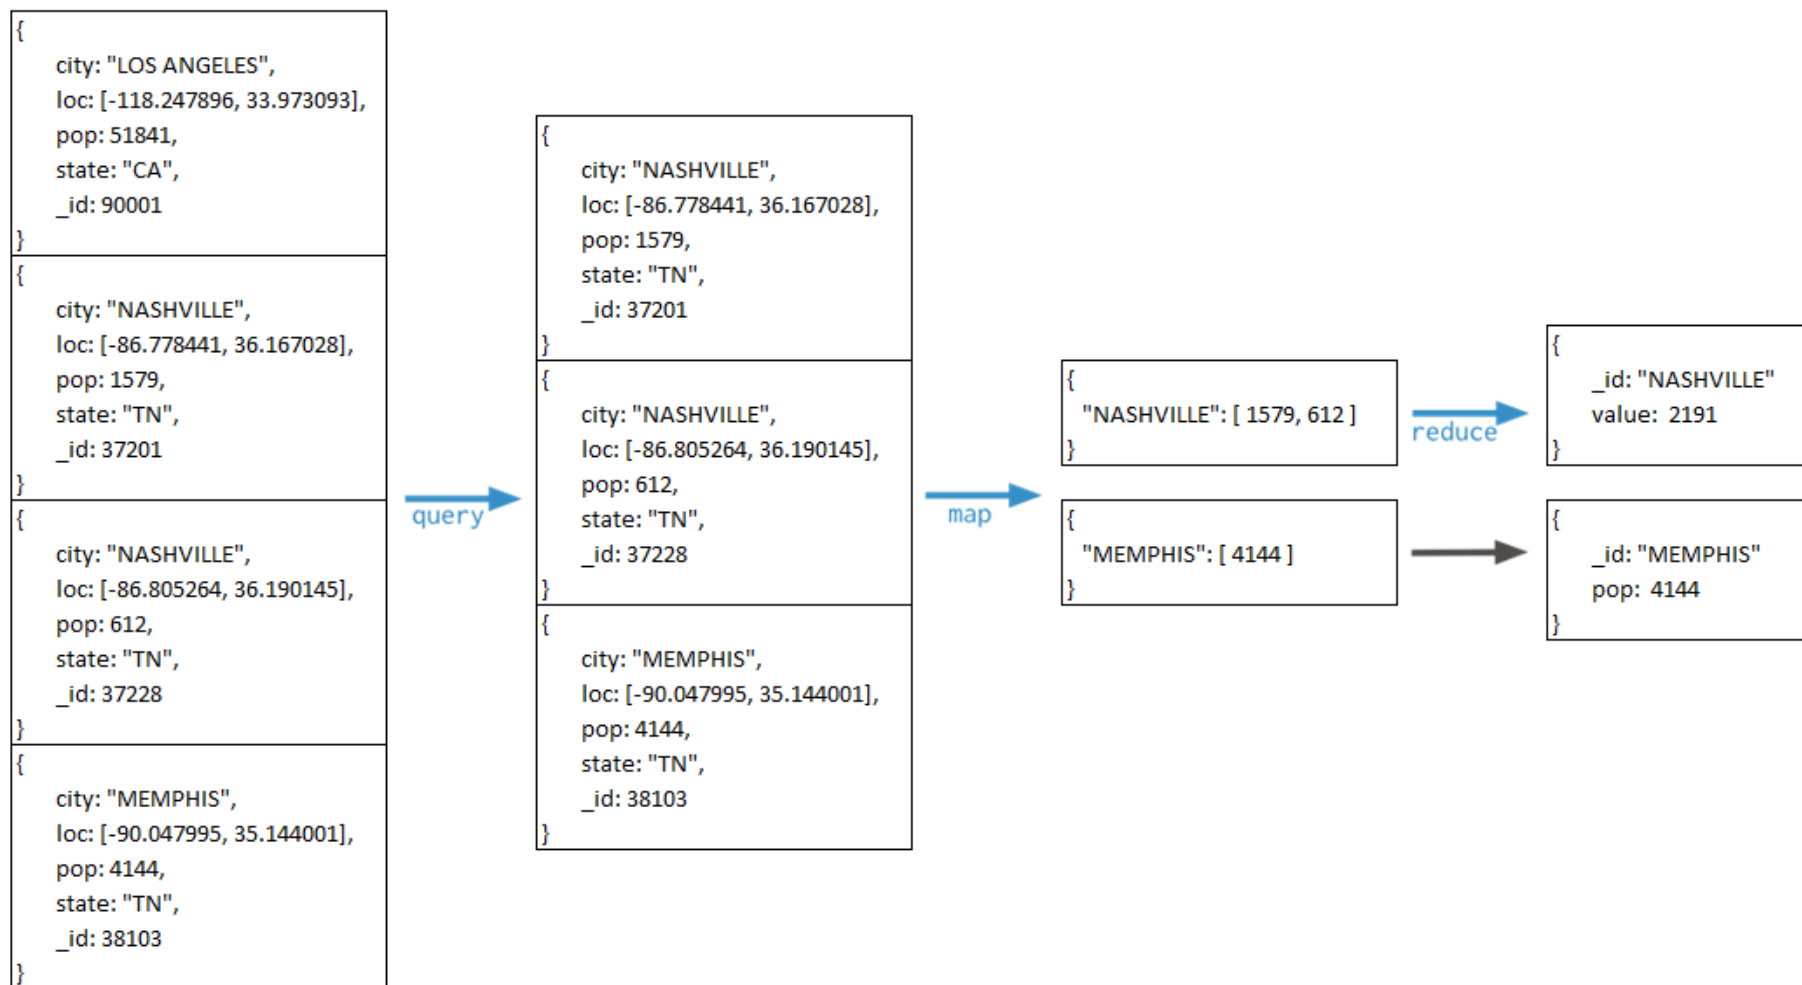 {
city: "LOS ANGELES",
loc: [-118.247896, 33.973093],
pop: 51841,
state: "CA",
_id: 90001
}
{
city: "NASHVILLE",
loc: [-86.778441, 36.167028],
pop: 1579,
state: "TN",
_id: 37201
}
{
city: "NASHVILLE",
loc: [-86.805264, 36.190145],
pop: 612,
state: "TN",
_id: 37228
}
{
city: "MEMPHIS",
loc: [-90.047995, 35.144001],
pop: 4144,
state: "TN",
_id: 38103
}
query
{
city: "NASHVILLE",
loc: [-86.778441, 36.167028],
pop: 1579,
state: "TN",
_id: 37201
}
{
city: "NASHVILLE",
loc: [-86.805264, 36.190145],
pop: 612,
state: "TN",
_id: 37228
}
{
city: "MEMPHIS",
loc: [-90.047995, 35.144001],
pop: 4144,
state: "TN",
_id: 38103
}
map
{
"NASHVILLE": [ 1579, 612 ]
}
{
"MEMPHIS": [ 4144 ]
}
reduce
{
_id: "NASHVILLE"
value: 2191
}
{
_id: "MEMPHIS"
pop: 4144
}